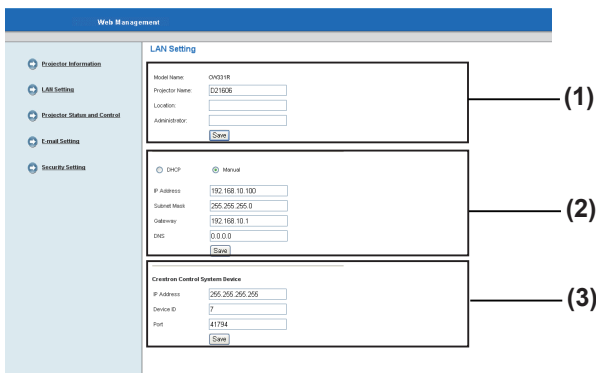 Web Management
LAN Setting
Projector Information
LAN Setting
Projector Status and Control
E-mail Setting
Security Setting
Model Name: OW331R
Projector Name: D21606
Location:
Administrator:
Save
(1)
DHCP Manual
IP Address 192.168.10.100
Subnet Mask 255.255.255.0
Gateway 192.168.10.1
DNS 0.0.0.0
Save
(2)
Crestron Control System Device
IP Address 255.255.255.255
Device ID 7
Port 41794
Save
(3)